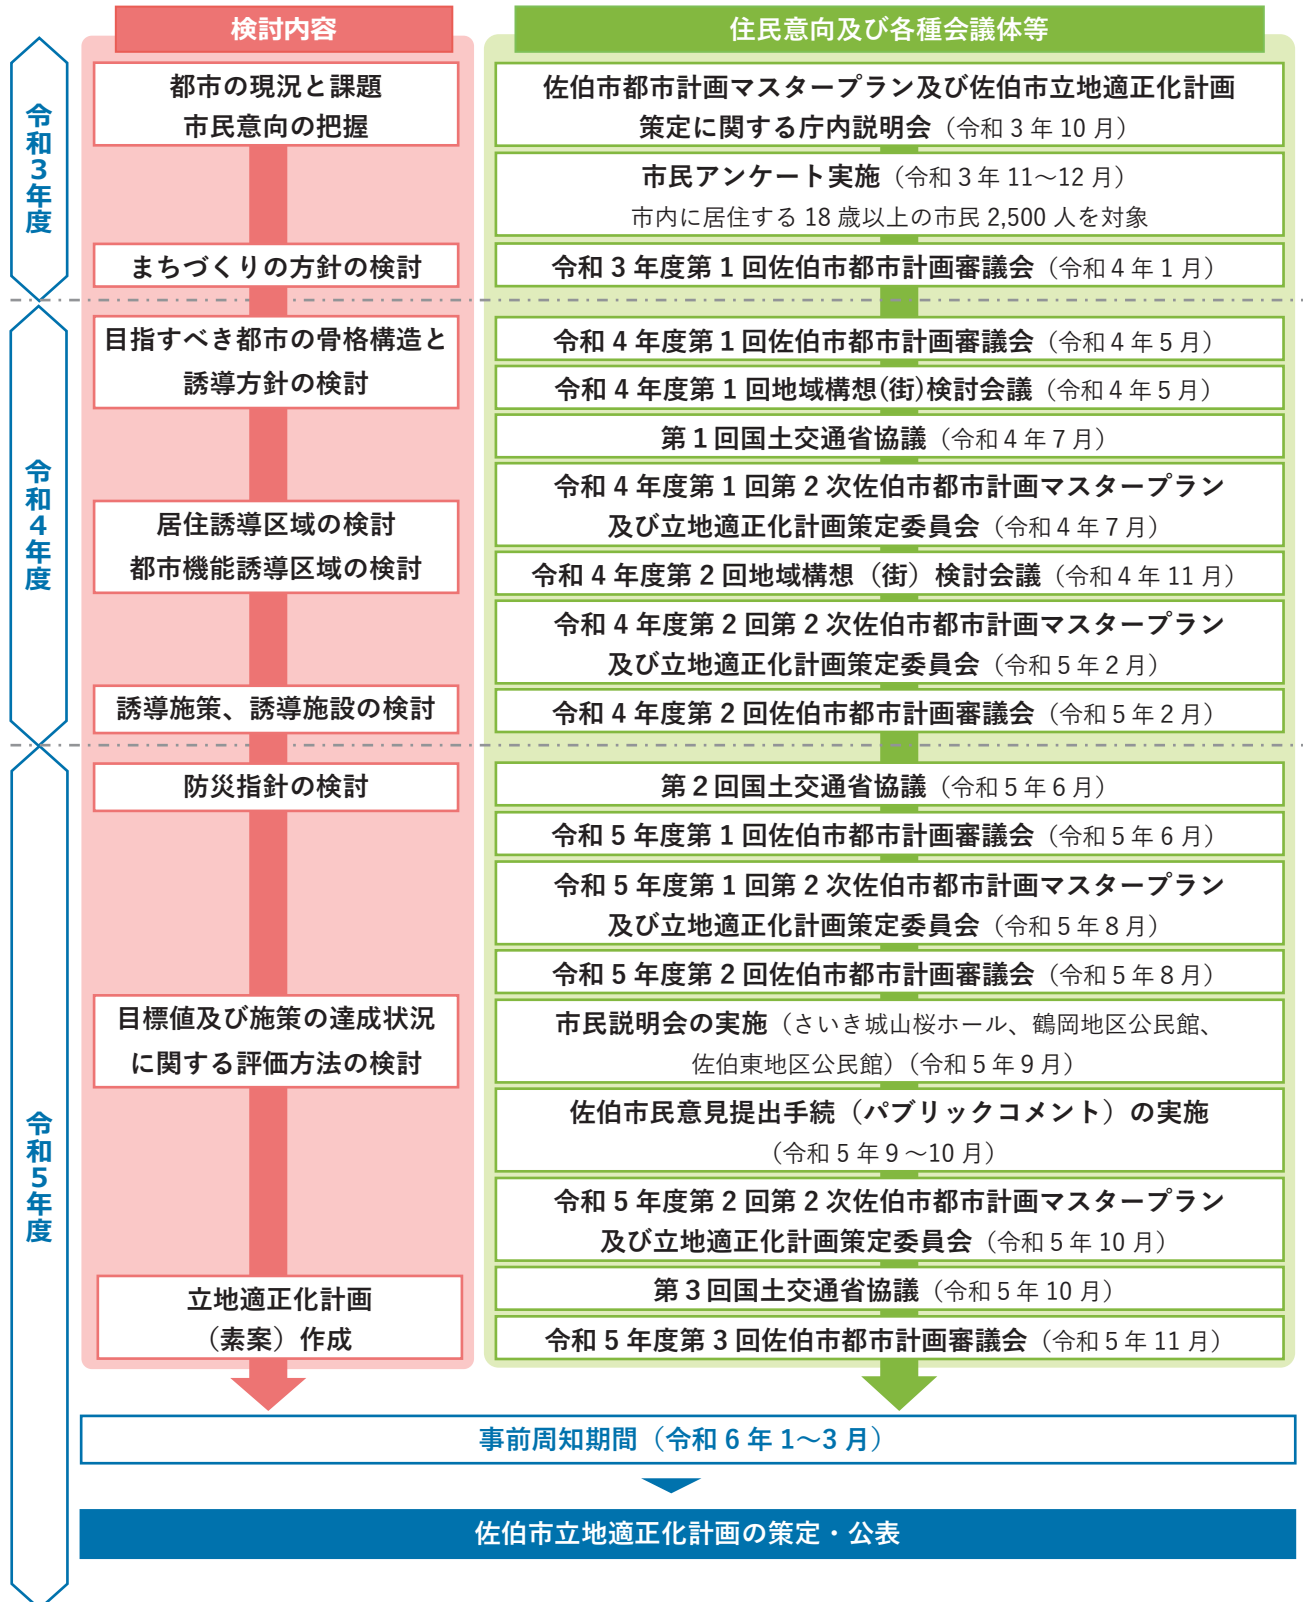 検討内容
住民意向及び各種会議体等
令和3年度
都市の現況と課題
市民意向の把握
まちづくりの方針の検討
佐伯市都市計画マスタープラン及び佐伯市立地適正化計画
策定に関する庁内説明会（令和3年10月）
市民アンケート実施（令和3年11～12月）
市内に居住する18歳以上の市民2,500人を対象
令和3年度第1回佐伯市都市計画審議会（令和4年1月）
令和4年度
目指すべき都市の骨格構造と
誘導方針の検討
居住誘導区域の検討
都市機能誘導区域の検討
誘導施策、誘導施設の検討
令和4年度第1回佐伯市都市計画審議会（令和4年5月）
令和4年度第1回地域構想(街)検討会議（令和4年5月）
第1回国土交通省協議（令和4年7月）
令和4年度第1回第2次佐伯市都市計画マスタープラン
及び立地適正化計画策定委員会（令和4年7月）
令和4年度第2回地域構想（街）検討会議（令和4年11月）
令和4年度第2回第2次佐伯市都市計画マスタープラン
及び立地適正化計画策定委員会（令和5年2月）
令和4年度第2回佐伯市都市計画審議会（令和5年2月）
令和5年度
防災指針の検討
目標値及び施策の達成状況
に関する評価方法の検討
立地適正化計画
（素案）作成
第2回国土交通省協議（令和5年6月）
令和5年度第1回佐伯市都市計画審議会（令和5年6月）
令和5年度第1回第2次佐伯市都市計画マスタープラン
及び立地適正化計画策定委員会（令和5年8月）
令和5年度第2回佐伯市都市計画審議会（令和5年8月）
市民説明会の実施（さいき城山桜ホール、鶴岡地区公民館、
佐伯東地区公民館）（令和5年9月）
佐伯市民意見提出手続（パブリックコメント）の実施
（令和5年9～10月）
令和5年度第2回第2次佐伯市都市計画マスタープラン
及び立地適正化計画策定委員会（令和5年10月）
第3回国土交通省協議（令和5年10月）
令和5年度第3回佐伯市都市計画審議会（令和5年11月）
事前周知期間（令和6年1～3月）
佐伯市立地適正化計画の策定・公表